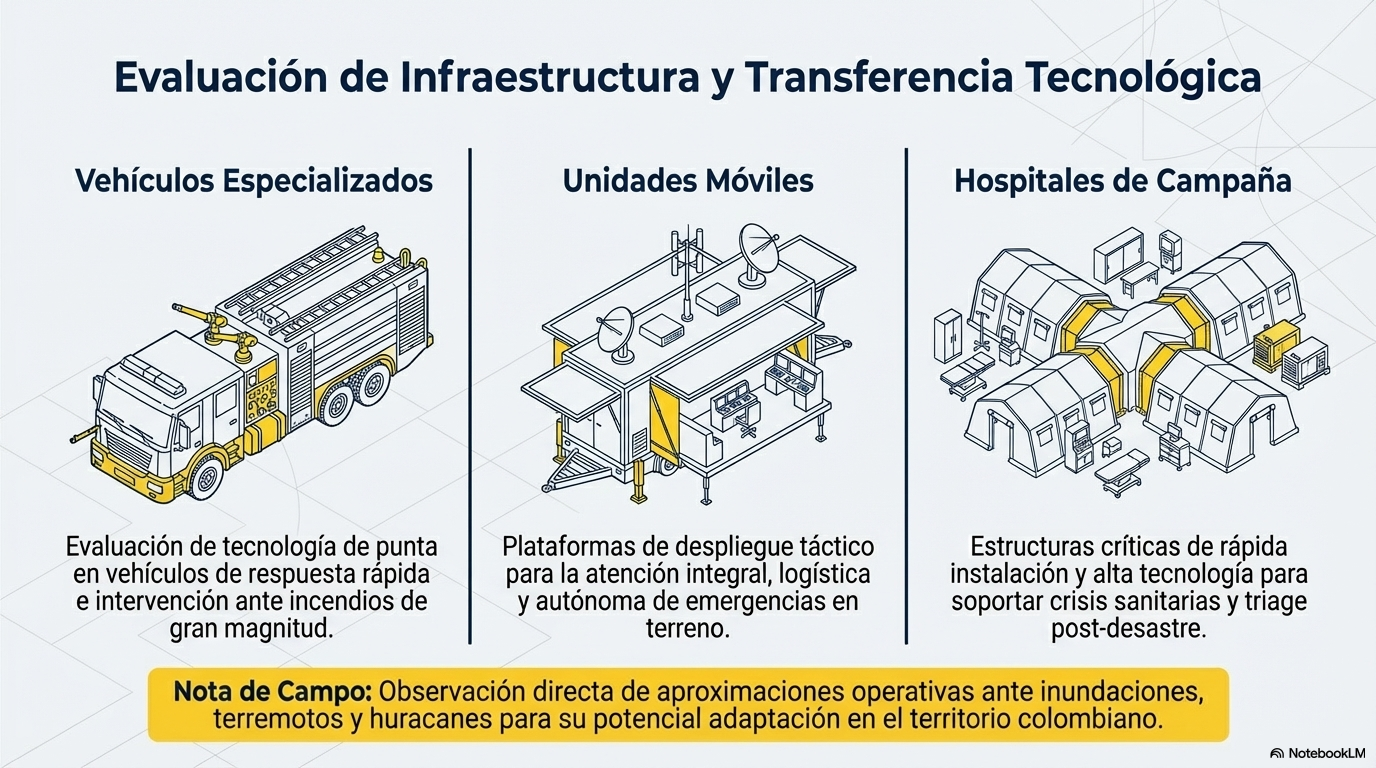 Evaluación de Infraestructura y Transferencia Tecnológica
Vehículos Especializados
Evaluación de tecnología de punta
en vehículos de respuesta rápida
e intervención ante incendios de
gran magnitud.
Unidades Móviles
Plataformas de despliegue táctico
para la atención integral, logística
y autónoma de emergencias en
terreno.
Hospitales de Campaña
Estructuras críticas de rápida
instalación y alta tecnología para
soportar crisis sanitarias y triage
post-desastre.
Nota de Campo: Observación directa de aproximaciones operativas ante inundaciones,
terremotos y huracanes para su potencial adaptación en el territorio colombiano.
NotebookLM